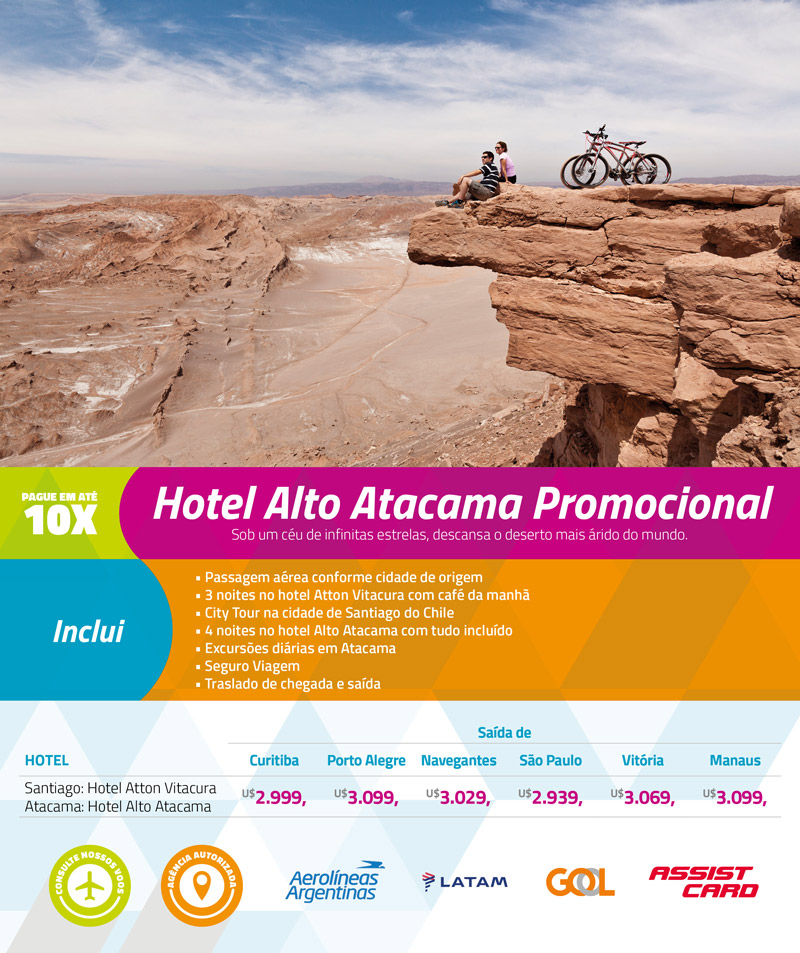 PAGUE EM ATÉ
10X
Hotel Alto Atacama Promocional
Sob um céu de infinitas estrelas, descansa o deserto mais árido do mundo.
Inclui
• Passagem aérea conforme cidade de origem
• 3 noites no hotel Atton Vitacura com café da manhã
• City Tour na cidade de Santiago do Chile
• 4 noites no hotel Alto Atacama com tudo incluído
• Excursões diárias em Atacama
• Seguro Viagem
• Traslado de chegada e saída
Saída de
HOTEL Curitiba Porto Alegre Navegantes São Paulo Vitória Manaus
Santiago: Hotel Atton Vitacura
Atacama: Hotel Alto Atacama
U$2.999, U$3.099, U$3.029, U$2.939, U$3.069, U$3.099,
CONSULTE NOSSOS VOOS
AGÊNCIA AUTORIZADA
Aerolíneas
Argentinas
LATAM
GOL
ASSIST
CARD